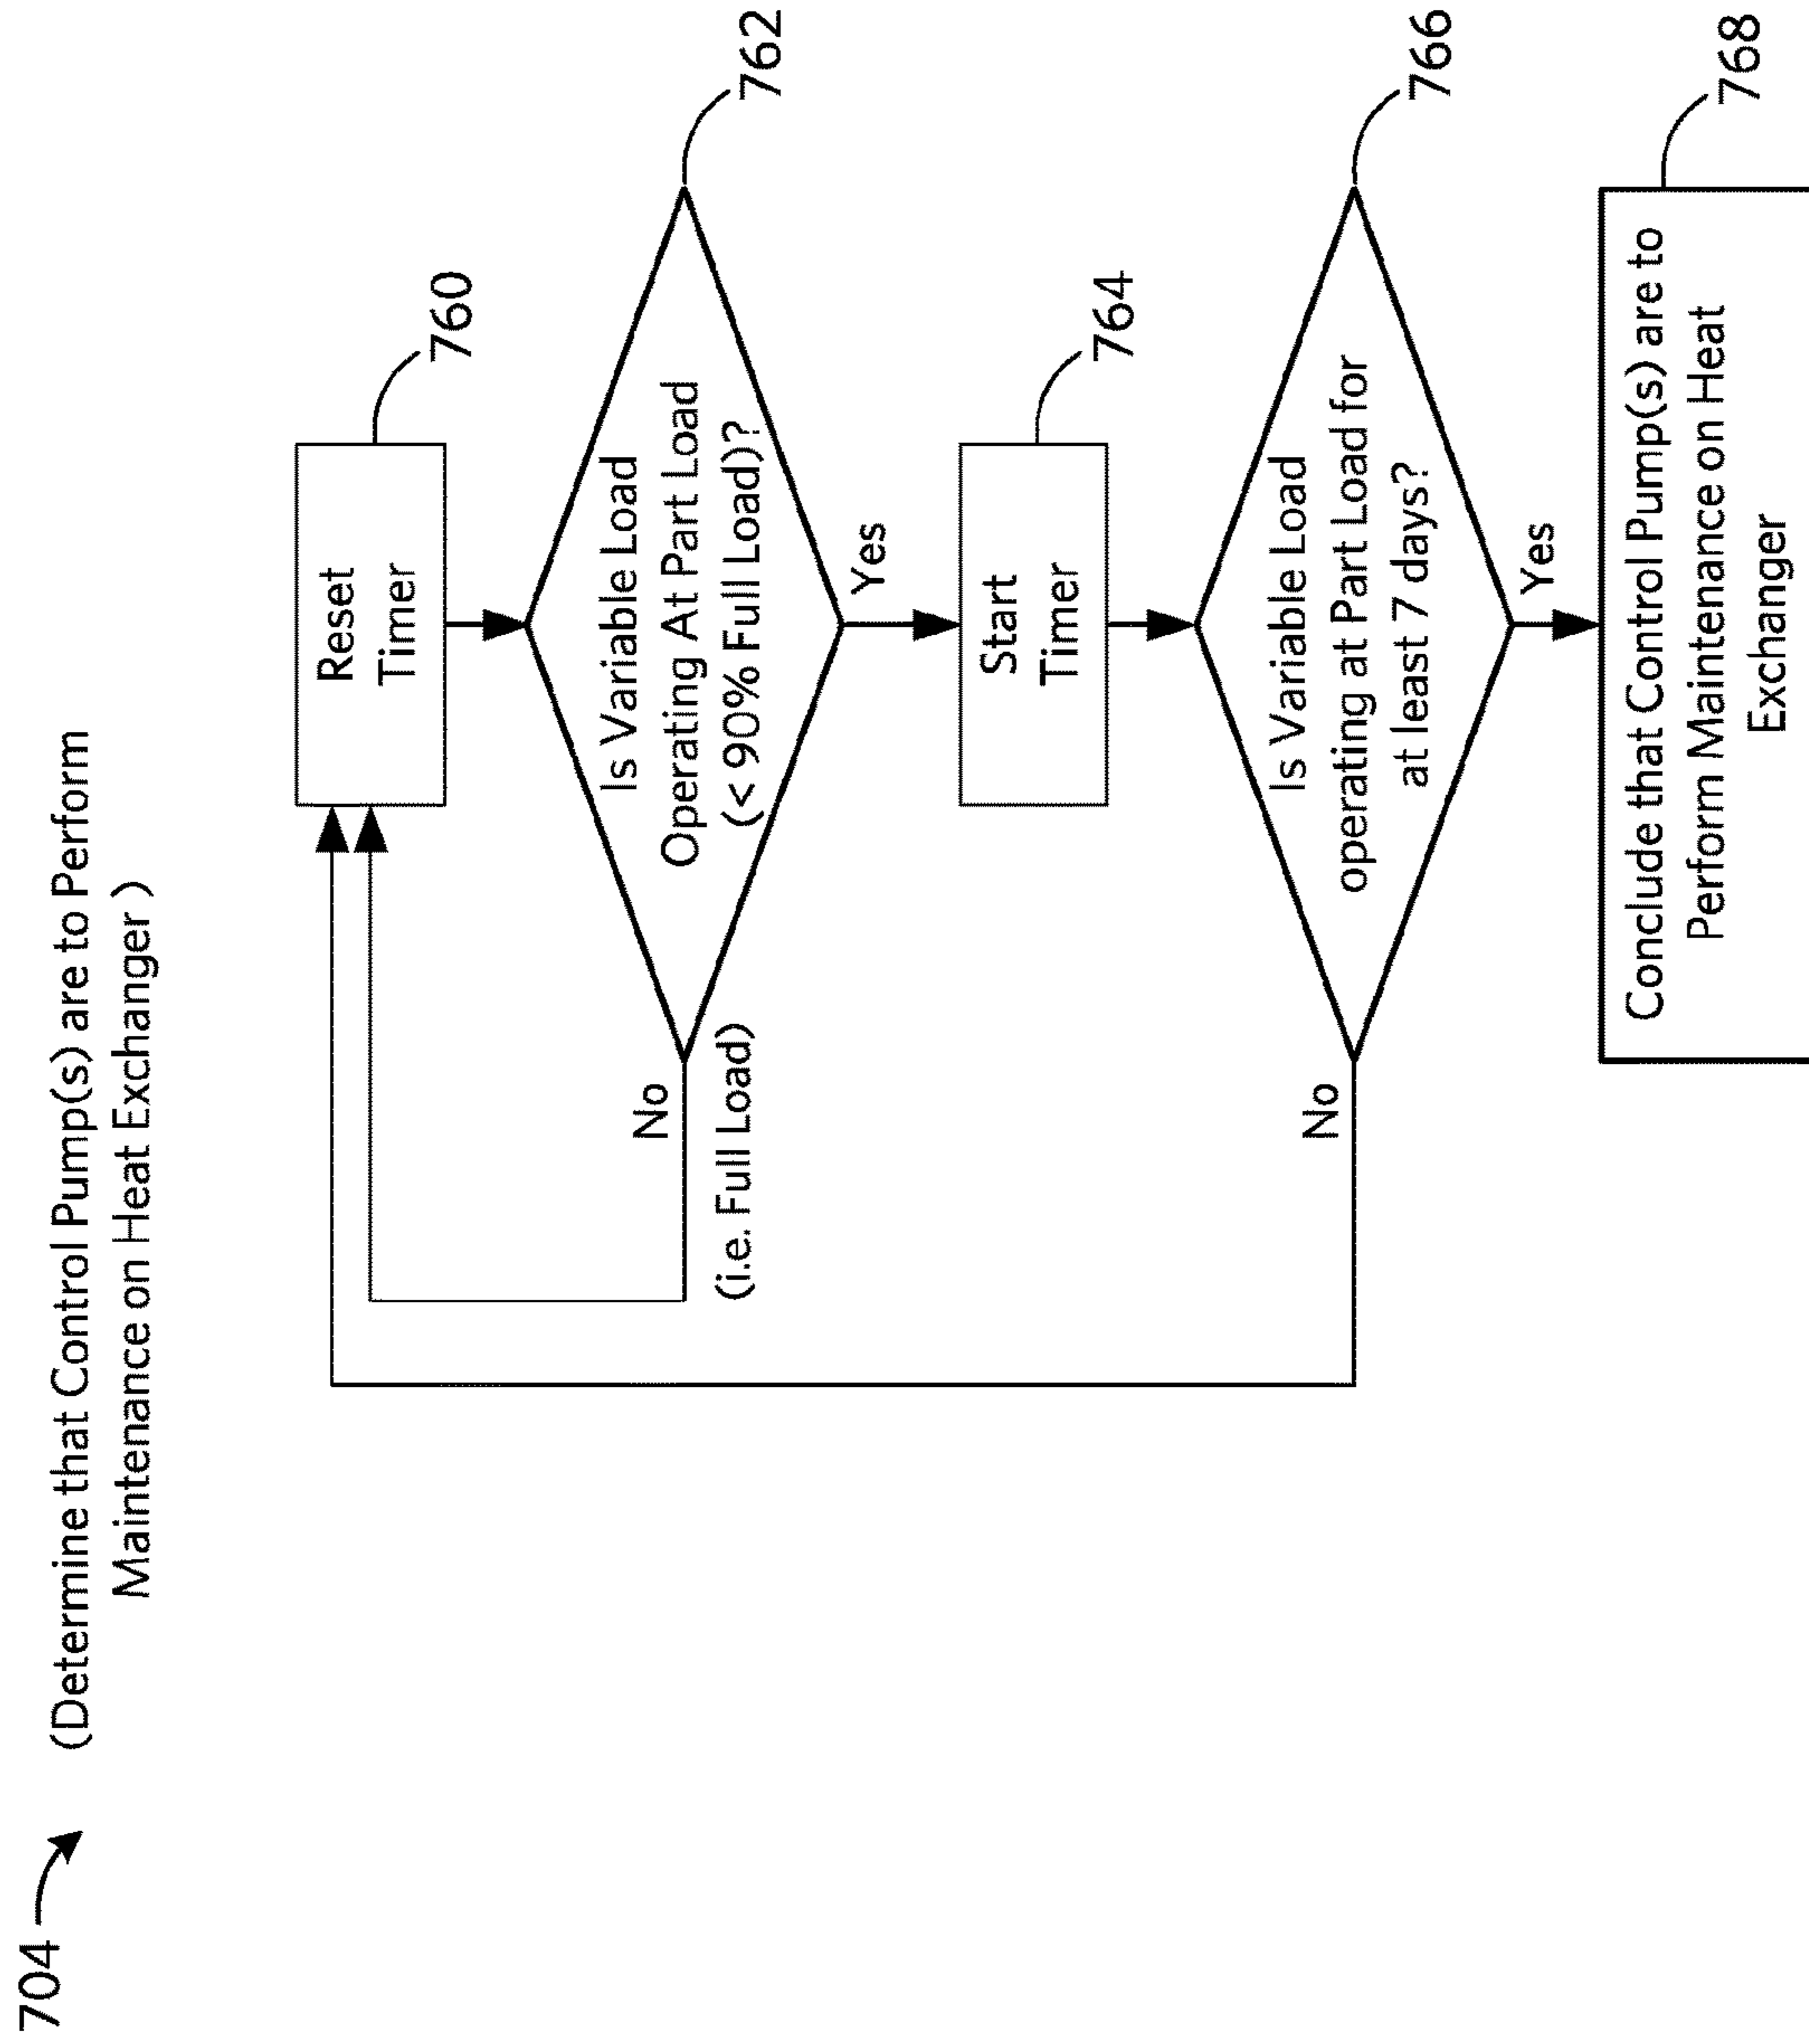 704
(Determine that Control Pump(s) are to Perform
Maintenance on Heat Exchanger )
Reset
Timer
760
Is Variable Load
Operating At Part Load
(< 90% Full Load)?
762
No
(i.e. Full Load)
Yes
Start
Timer
764
Is Variable Load
operating at Part Load for
at least 7 days?
766
No
Yes
Conclude that Control Pump(s) are to
Perform Maintenance on Heat
Exchanger
768